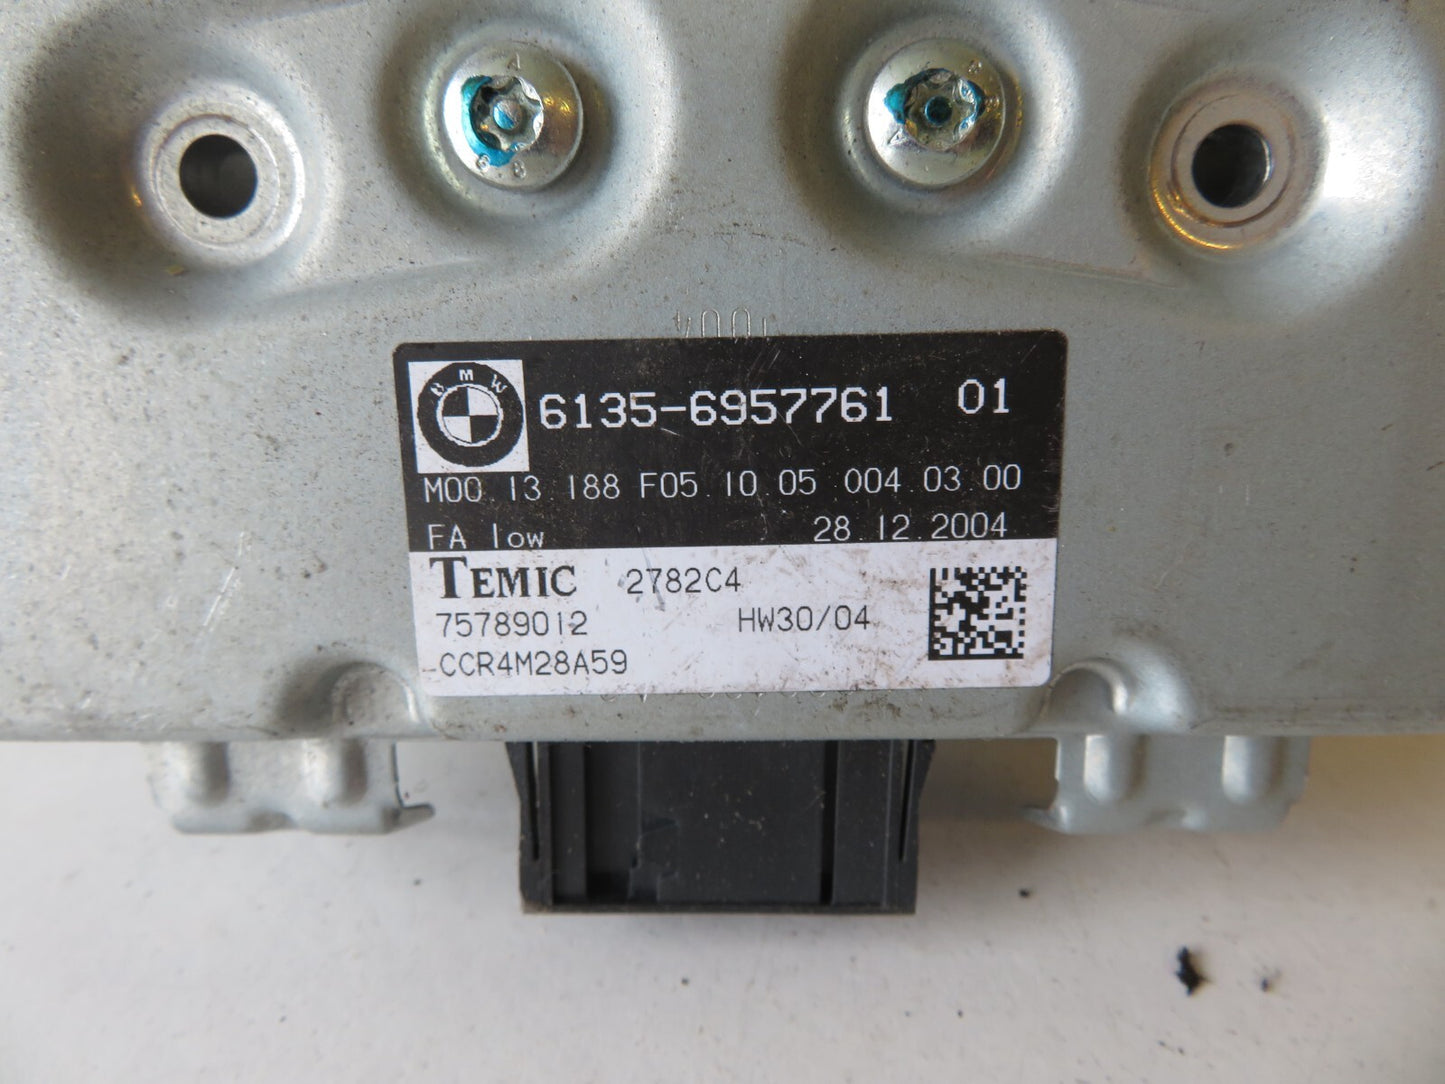 BMW
6135-6957761 01
M00 13 188 F05 10 05 004 03 00
FA low 28.12.2004
TEMIC 2782C4
75789012 HW30/04
CCR4M28A59